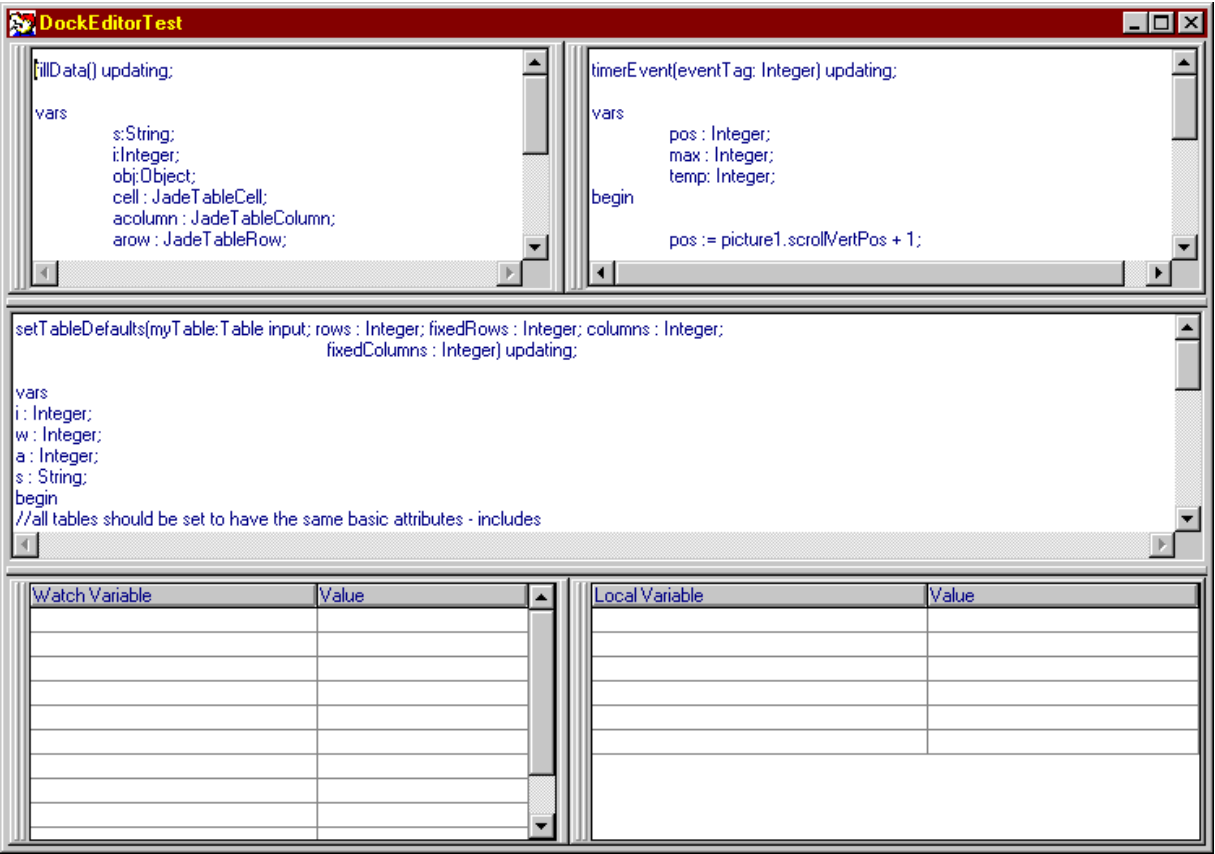 DockEditorTest
fillData() updating;
vars
s:String;
i:Integer;
obj:Object;
cell : JadeTableCell;
acolumn : JadeTableColumn;
arow : JadeTableRow;
timerEvent(eventTag: Integer) updating;
vars
pos : Integer;
max : Integer;
temp: Integer;
begin
pos := picture1.scrollVertPos + 1;
setTableDefaults(myTable:Table input; rows : Integer; fixedRows : Integer; columns : Integer;
fixedColumns : Integer) updating;
vars
i : Integer;
w : Integer;
a : Integer;
s : String;
begin
//all tables should be set to have the same basic attributes - includes
Watch Variable Value
Local Variable Value